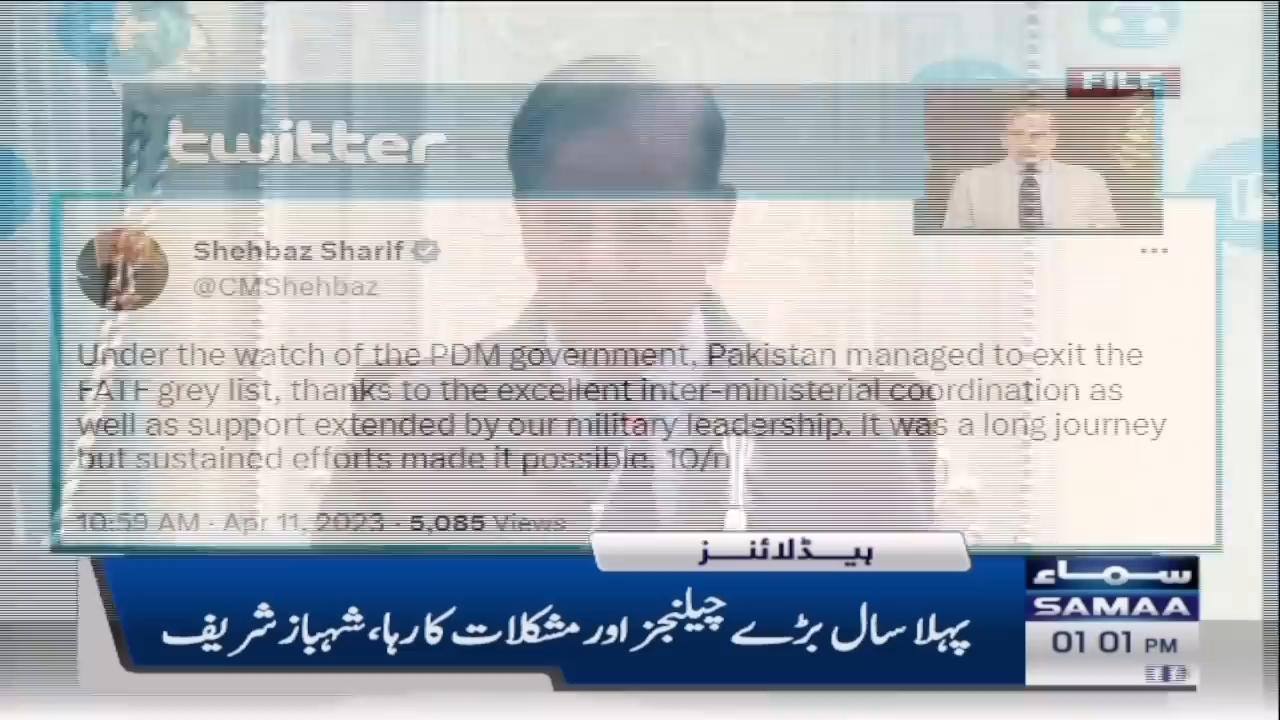 FILE
twitter
Shehbaz Sharif
@CMShehbaz
Under the watch of the PDM government, Pakistan managed to exit the
FATF grey list, thanks to the excellent inter-ministerial coordination as
well as support extended by our military leadership. It was a long journey
but sustained efforts made it possible. 10/n
10:59 AM · Apr 11, 2023 · 5,085 Views
ہیڈلائنز
پہلا سال بڑے چیلنجز اور مشکلات کا رہا، شہباز شریف
سماء
SAMAA
01 01 PM